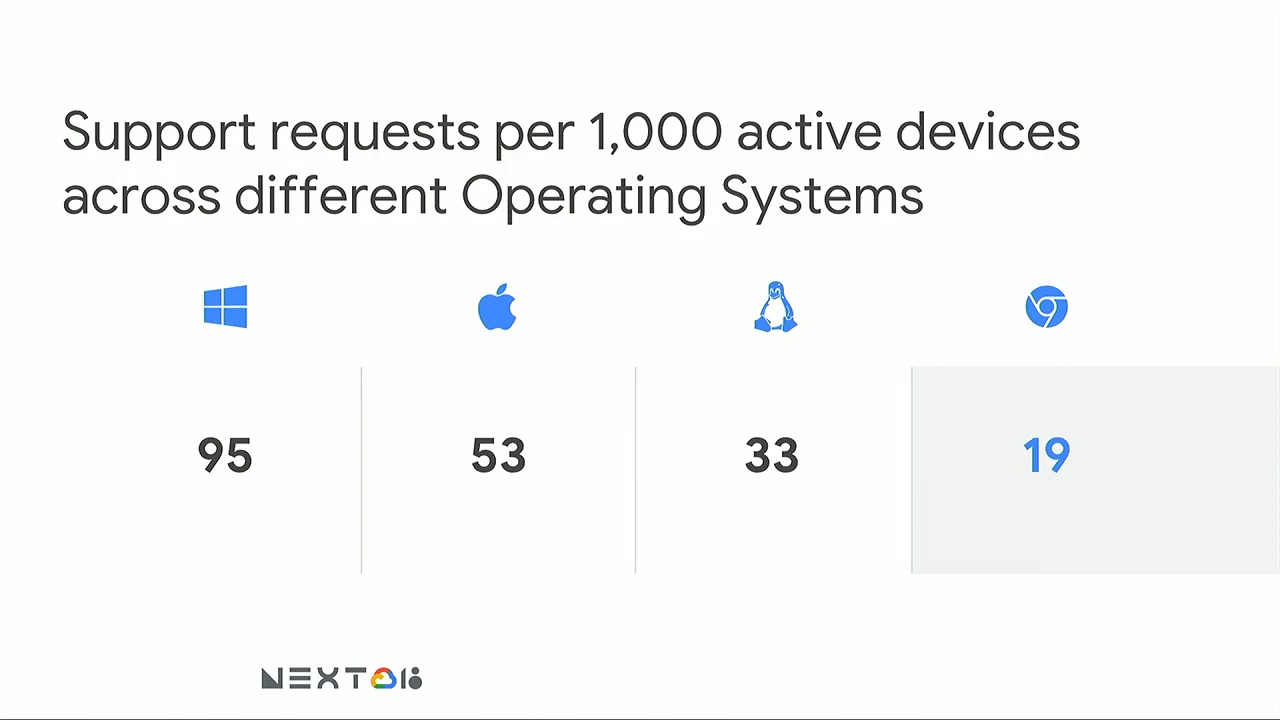 Support requests per 1,000 active devices
across different Operating Systems
95
53
33
19
NEXT 18